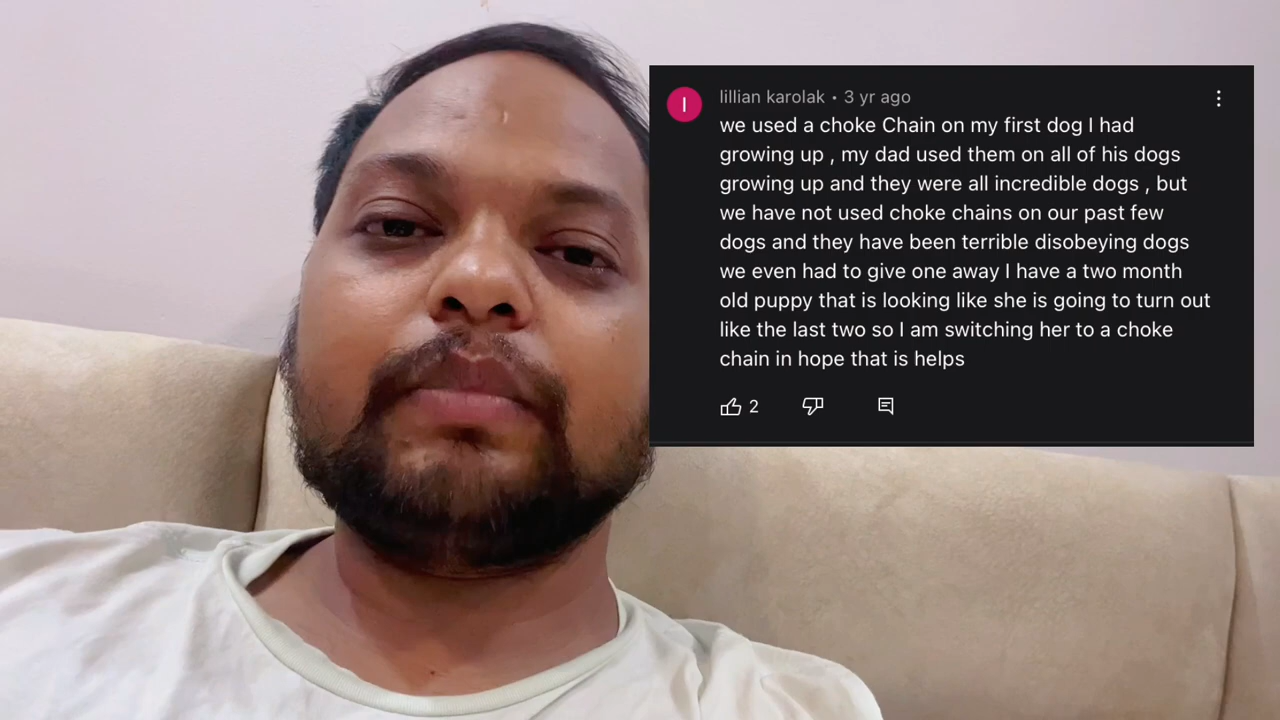 l
lillian karolak • 3 yr ago
we used a choke Chain on my first dog I had
growing up , my dad used them on all of his dogs
growing up and they were all incredible dogs , but
we have not used choke chains on our past few
dogs and they have been terrible disobeying dogs
we even had to give one away I have a two month
old puppy that is looking like she is going to turn out
like the last two so I am switching her to a choke
chain in hope that is helps
2